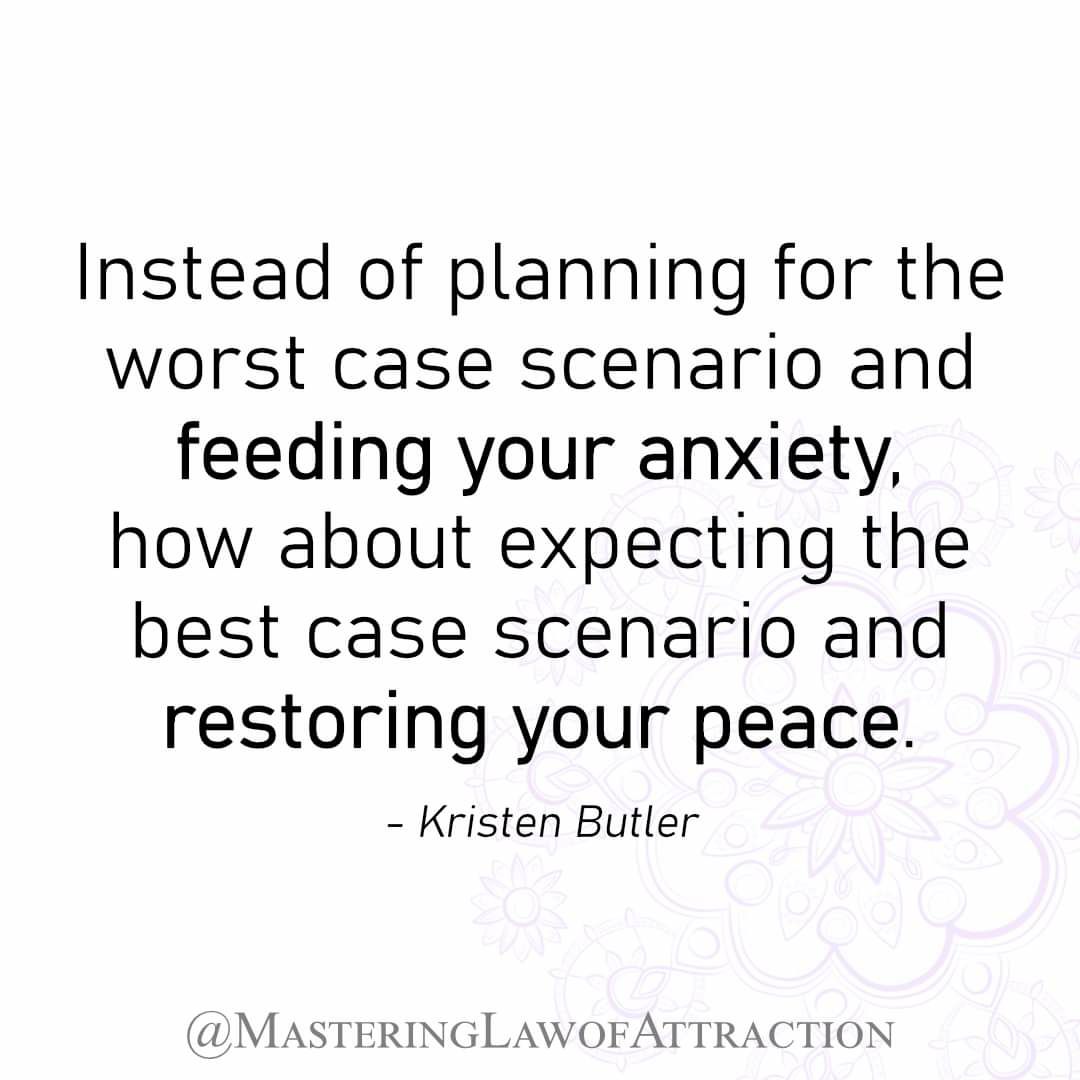 Instead of planning for the
worst case scenario and
feeding your anxiety,
how about expecting the
best case scenario and
restoring your peace.
- Kristen Butler
@MasteringLawofAttraction